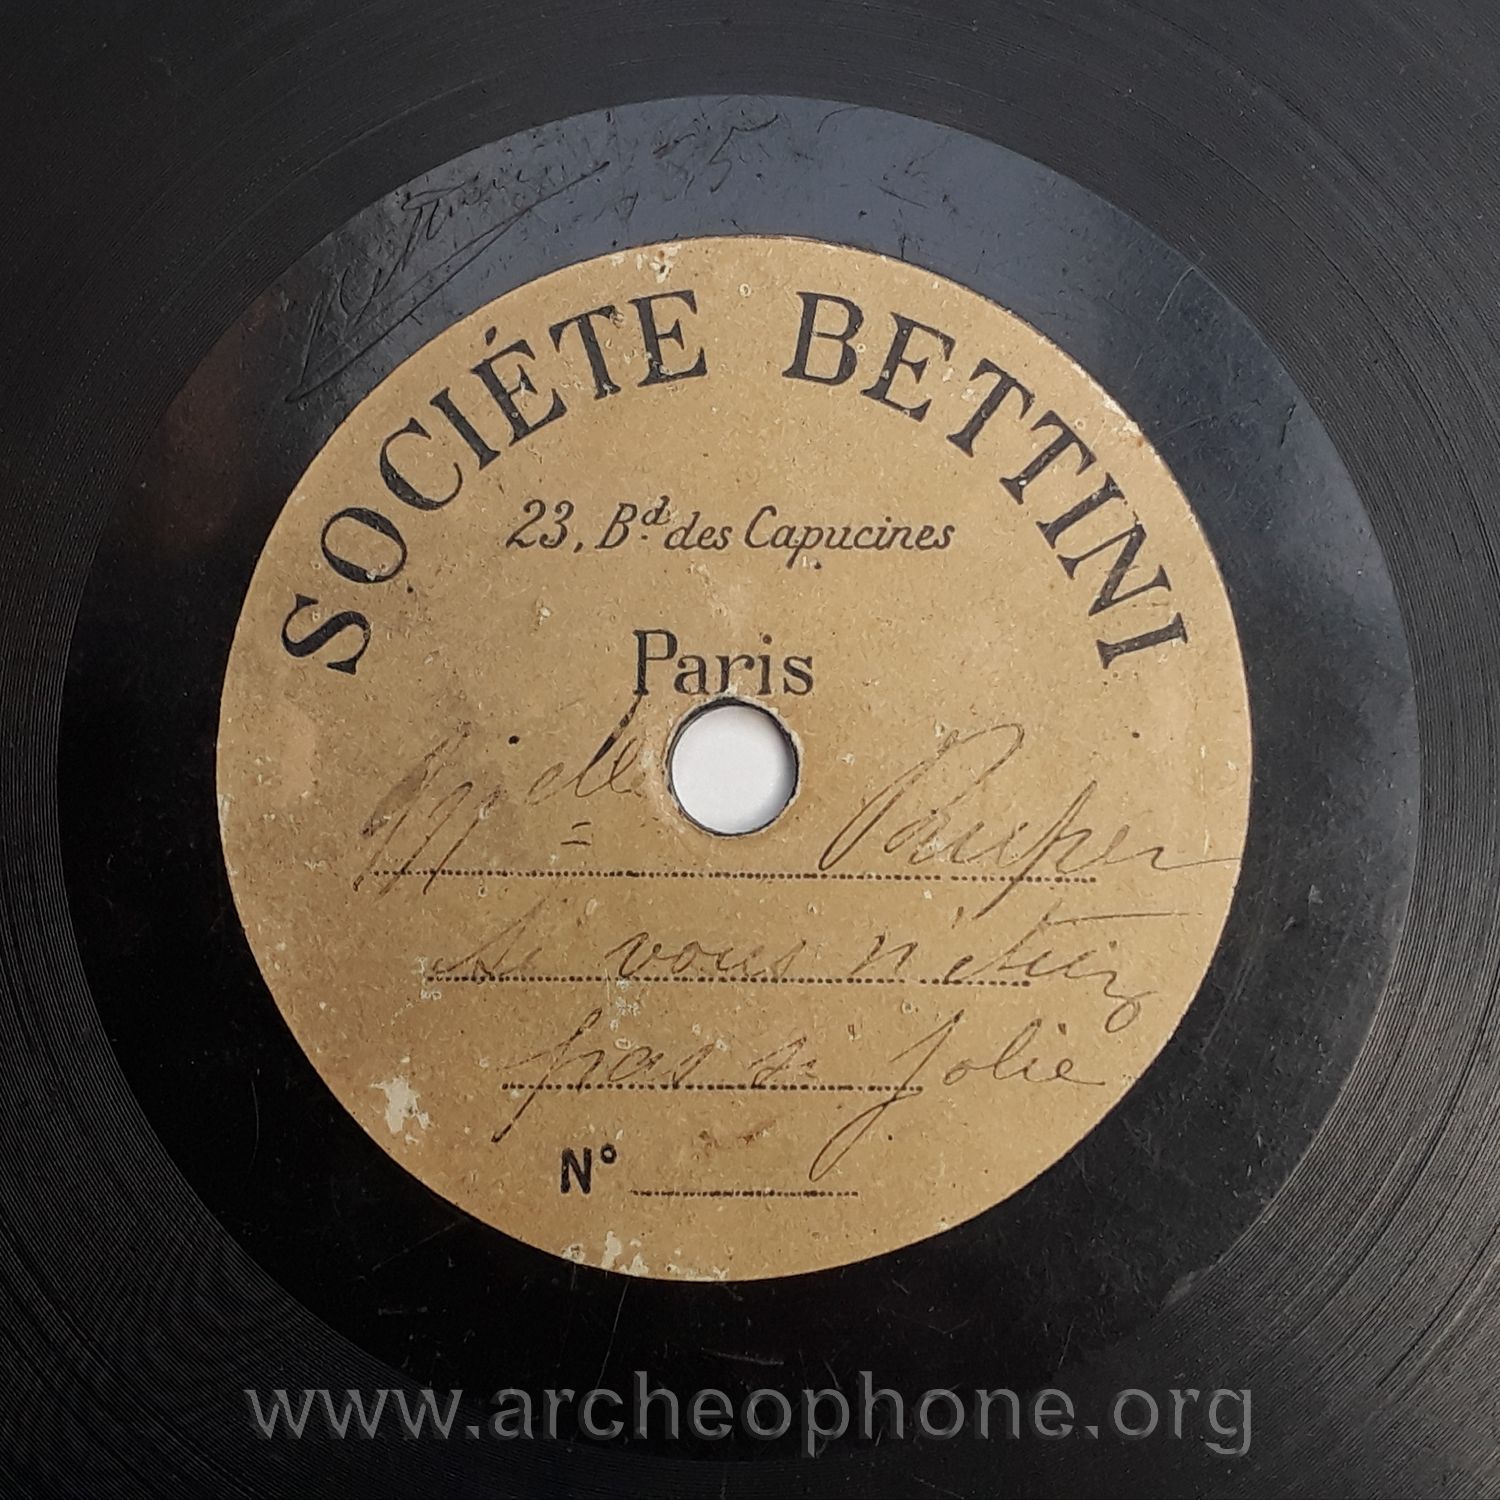 SOCIÉTE BETTINI
23, Bd. des Capucines
Paris
Melle
si vous n'étiez
pas si jolie
N°
www.archeophone.org